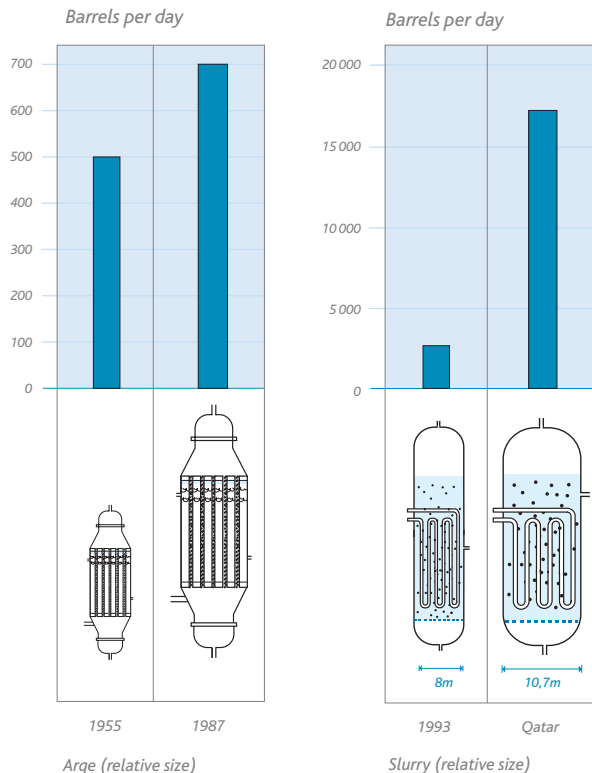 Barrels per day
700
600
500
400
300
200
100
0
1955
1987
Arge (relative size)
Barrels per day
20 000
15 000
10 000
5 000
0
8m
10,7m
1993
Qatar
Slurry (relative size)